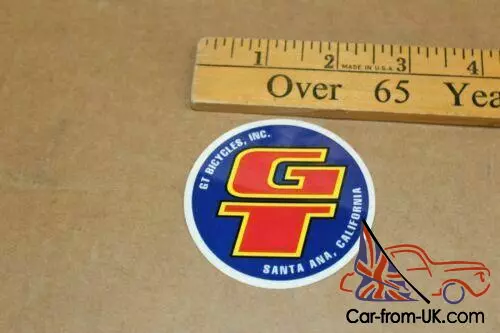 1 2 MADE IN U.S.A. 3 4
Over 65 Yea
GT BICYCLES, INC.
GT
SANTA ANA, CALIFORNIA
Car-from-UK.com